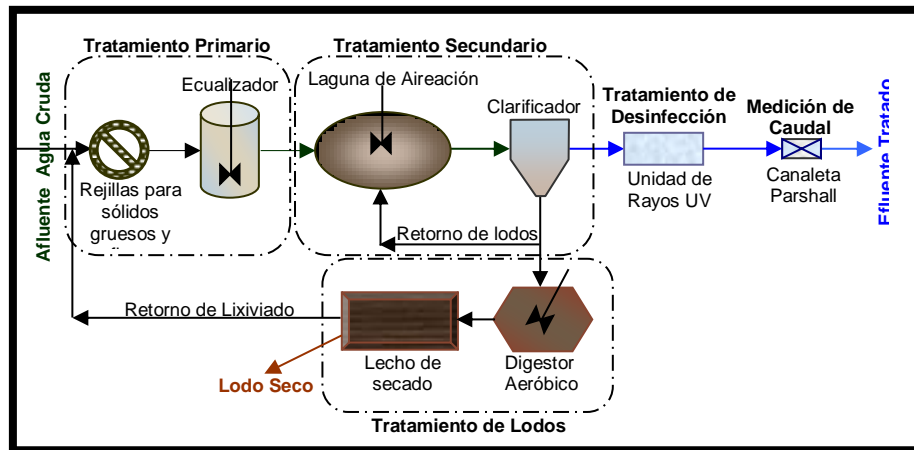 Tratamiento Primario
Tratamiento Secundario
Ecualizador
Laguna de Aireación
Clarificador
Tratamiento de
Desinfección
Medición de
Caudal
Afluente Agua Cruda
Efluente Tratado
Rejillas para
sólidos
gruesos y
Unidad de
Rayos UV
Canaleta
Parshall
Retorno de lodos
Retorno de Lixiviado
Lodo Seco
Lecho de
secado
Digestor
Aeróbico
Tratamiento de Lodos